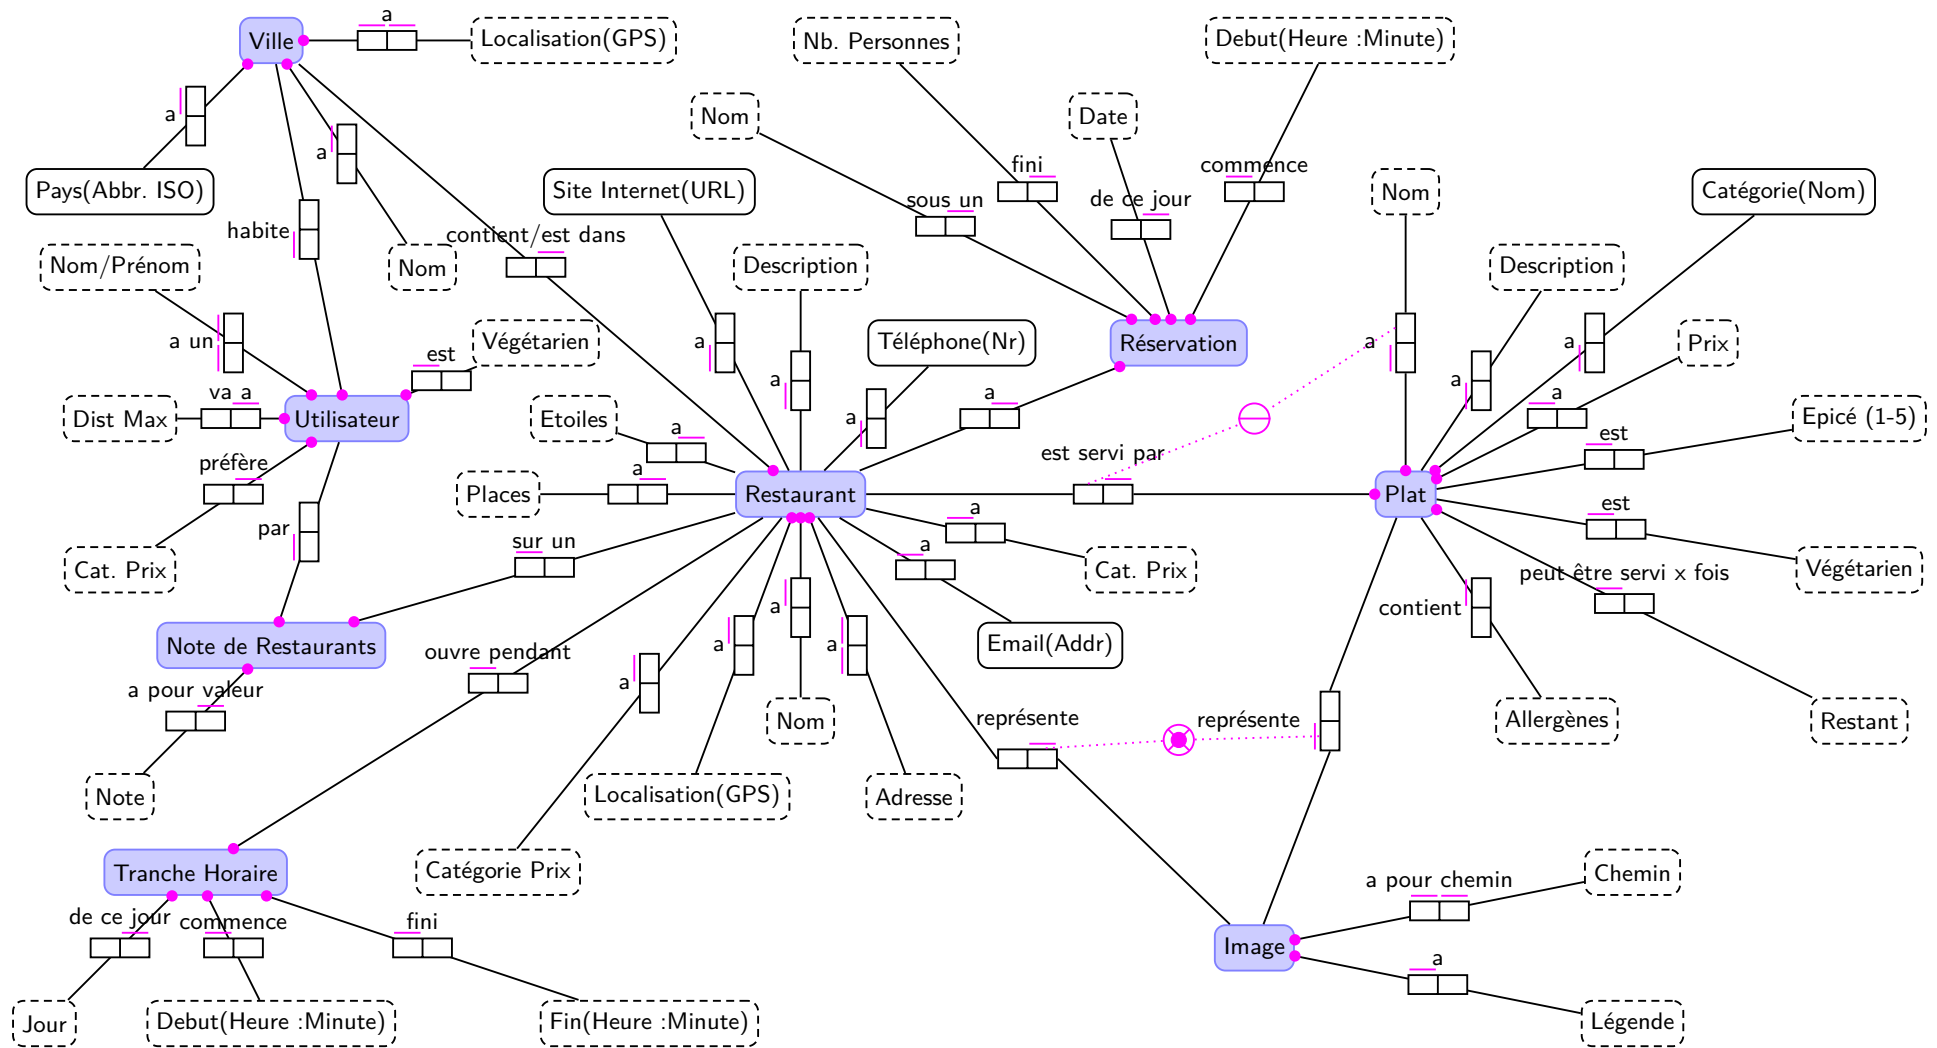 a
Ville
Localisation(GPS)
Nb. Personnes
Debut(Heure :Minute)
a
Nom
Date
a
fini
commence
Pays(Abbr. ISO)
Site Internet(URL)
Nom
Catégorie(Nom)
sous un
de ce jour
habite
contient/est dans
Nom/Prénom
Nom
Description
Description
a un
est
Végétarien
a
Téléphone(Nr)
Réservation
a
a
Prix
va a
a
a
a
a
Dist Max
Utilisateur
Etoiles
a
a
Epicé (1-5)
est
préfère
a
est servi par
Places
Restaurant
Plat
a
est
par
sur un
a
Cat. Prix
Cat. Prix
peut être servi x fois
Végétarien
a
contient
Note de Restaurants
ouvre pendant
a
a
Email(Addr)
a
a pour valeur
Nom
représente
représente
Allergènes
Restant
Note
Localisation(GPS)
Adresse
Tranche Horaire
Catégorie Prix
a pour chemin
Chemin
de ce jour
commence
fini
Image
a
Jour
Debut(Heure :Minute)
Fin(Heure :Minute)
Légende